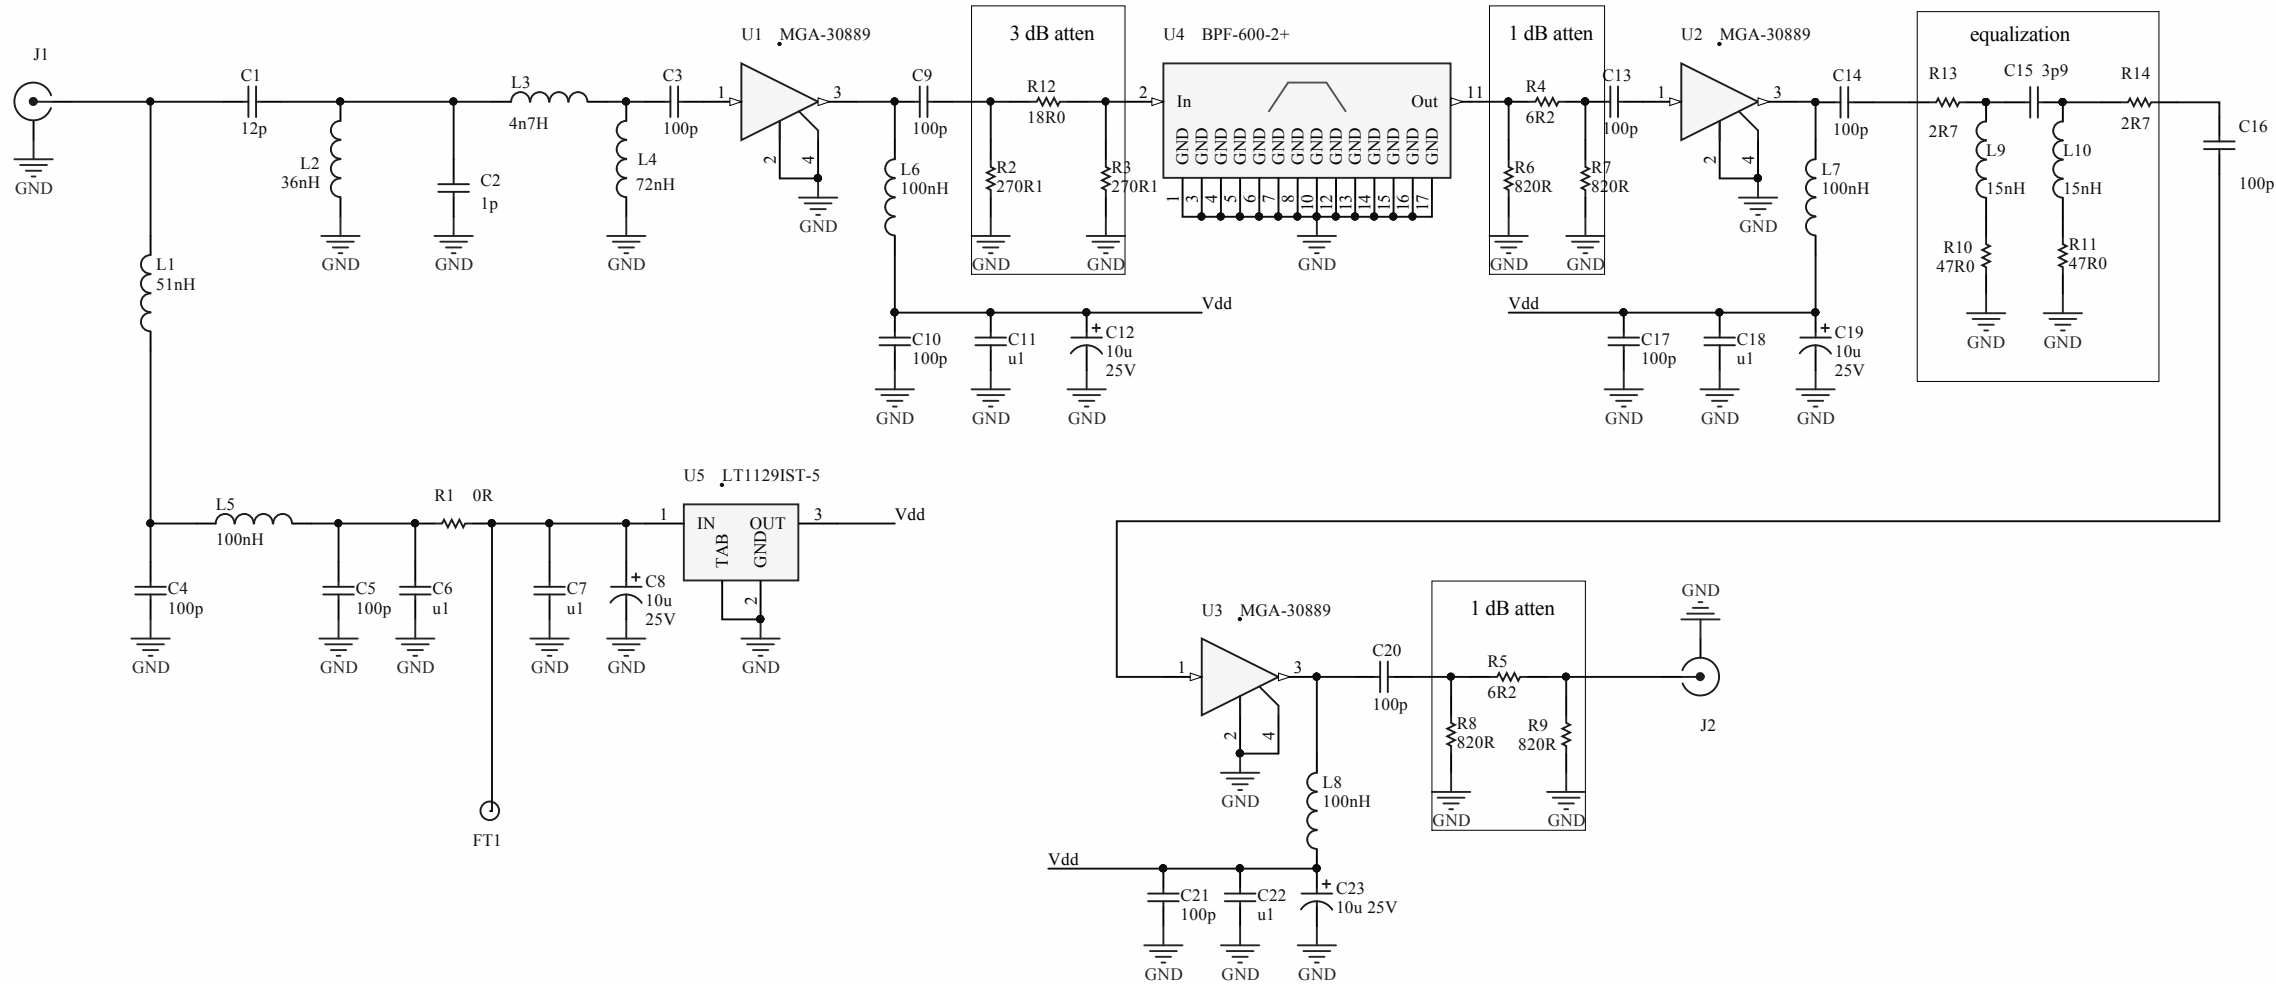 J1
GND
C1
12p
L2
36nH
GND
C2
1p
GND
L3
4n7H
L4
72nH
GND
C3
100p
U1 MGA-30889
1
3
2
4
GND
L6
100nH
C9
100p
3 dB atten
R12
18R0
R2
270R1
R3
270R1
GND
GND
U4 BPF-600-2+
2
In
Out
11
GND GND GND GND GND GND GND GND GND GND GND GND GND GND
1 3 4 5 6 7 8 9 10 12 13 14 15 16 17
GND
1 dB atten
R4
6R2
R6
820R
R7
820R
GND
GND
C13
100p
U2 MGA-30889
1
3
2
4
GND
L7
100nH
C14
100p
equalization
R13
2R7
C15 3p9
R14
2R7
L9
15nH
L10
15nH
R10
47R0
R11
47R0
GND
GND
C16
100p
L1
51nH
Vdd
C10
100p
GND
C11
u1
GND
+ C12
10u
25V
GND
Vdd
C17
100p
GND
C18
u1
GND
+ C19
10u
25V
GND
L5
100nH
R1 0R
C4
100p
GND
C5
100p
GND
C6
u1
GND
C7
u1
GND
+ C8
10u
25V
GND
U5 LT1129IST-5
1
IN
OUT
3
Vdd
TAB
GND
2
GND
FT1
U3 MGA-30889
1
3
2
4
GND
C20
100p
1 dB atten
R5
6R2
R8
820R
R9
820R
GND
GND
GND
J2
L8
100nH
Vdd
C21
100p
GND
C22
u1
GND
+ C23
10u 25V
GND